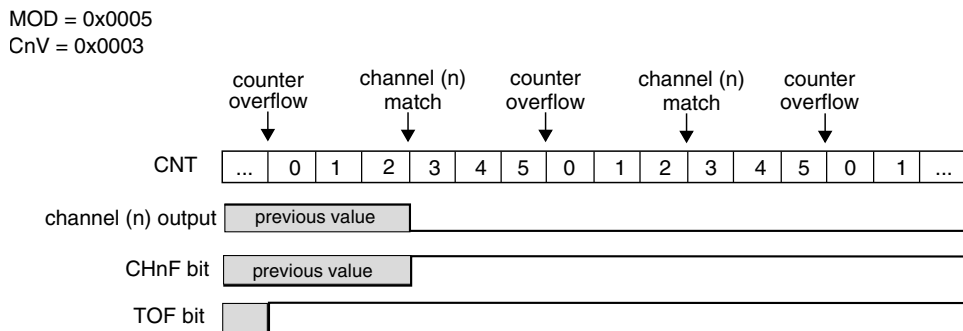 MOD = 0x0005
CnV = 0x0003
counter overflow
channel (n) match
counter overflow
channel (n) match
counter overflow
CNT ... 0 1 2 3 4 5 0 1 2 3 4 5 0 1 ...
channel (n) output previous value
CHnF bit previous value
TOF bit